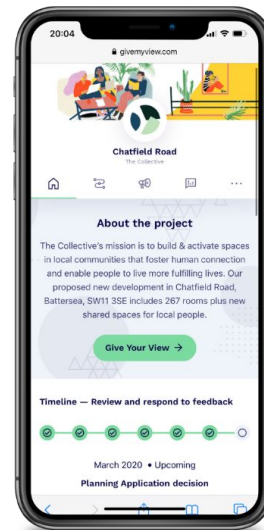 20:04
givemyview.com
Chatfield Road
The Collective
About the project
The Collective's mission is to build & activate spaces
in local communities that foster human connection
and enable people to live more fulfilling lives. Our
proposed new development in Chatfield Road,
Battersea, SW11 3SE includes 267 rooms plus new
shared spaces for local people.
Give Your View →
Timeline — Review and respond to feedback
March 2020 • Upcoming
Planning Application decision